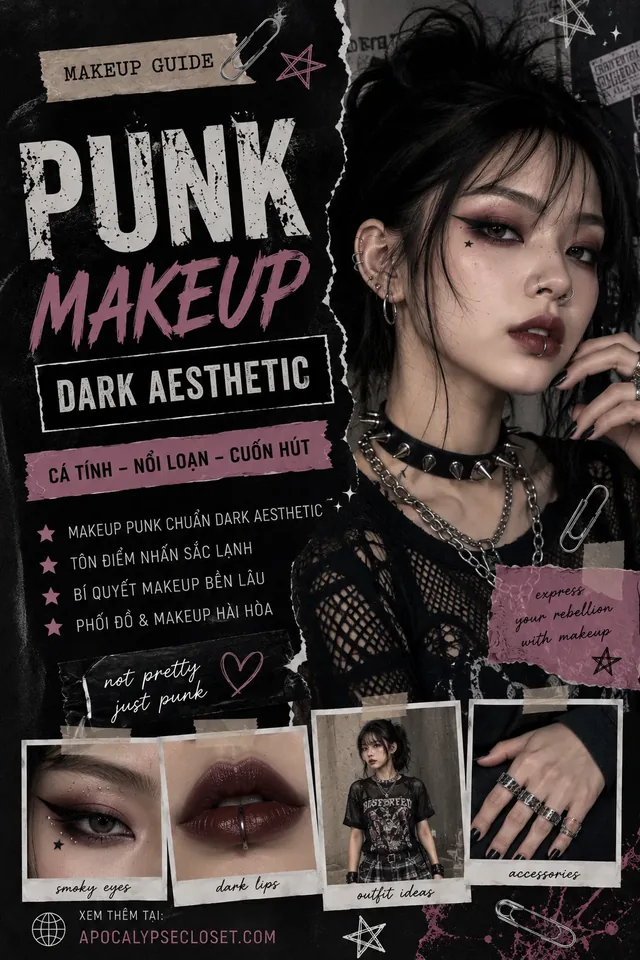 MAKEUP GUIDE
PUNK
MAKEUP
DARK AESTHETIC
CÁ TÍNH – NỔI LOẠN – CUỐN HÚT
MAKEUP PUNK CHUẨN DARK AESTHETIC
TÔN ĐIỂM NHẤN SẮC LẠNH
BÍ QUYẾT MAKEUP BỀN LÂU
PHỐI ĐỒ & MAKEUP HÀI HÒA
not pretty
just punk
express
your rebellion
with makeup
smoky eyes
dark lips
outfit ideas
accessories
XEM THÊM TẠI:
APOCALYPSECLOSET.COM